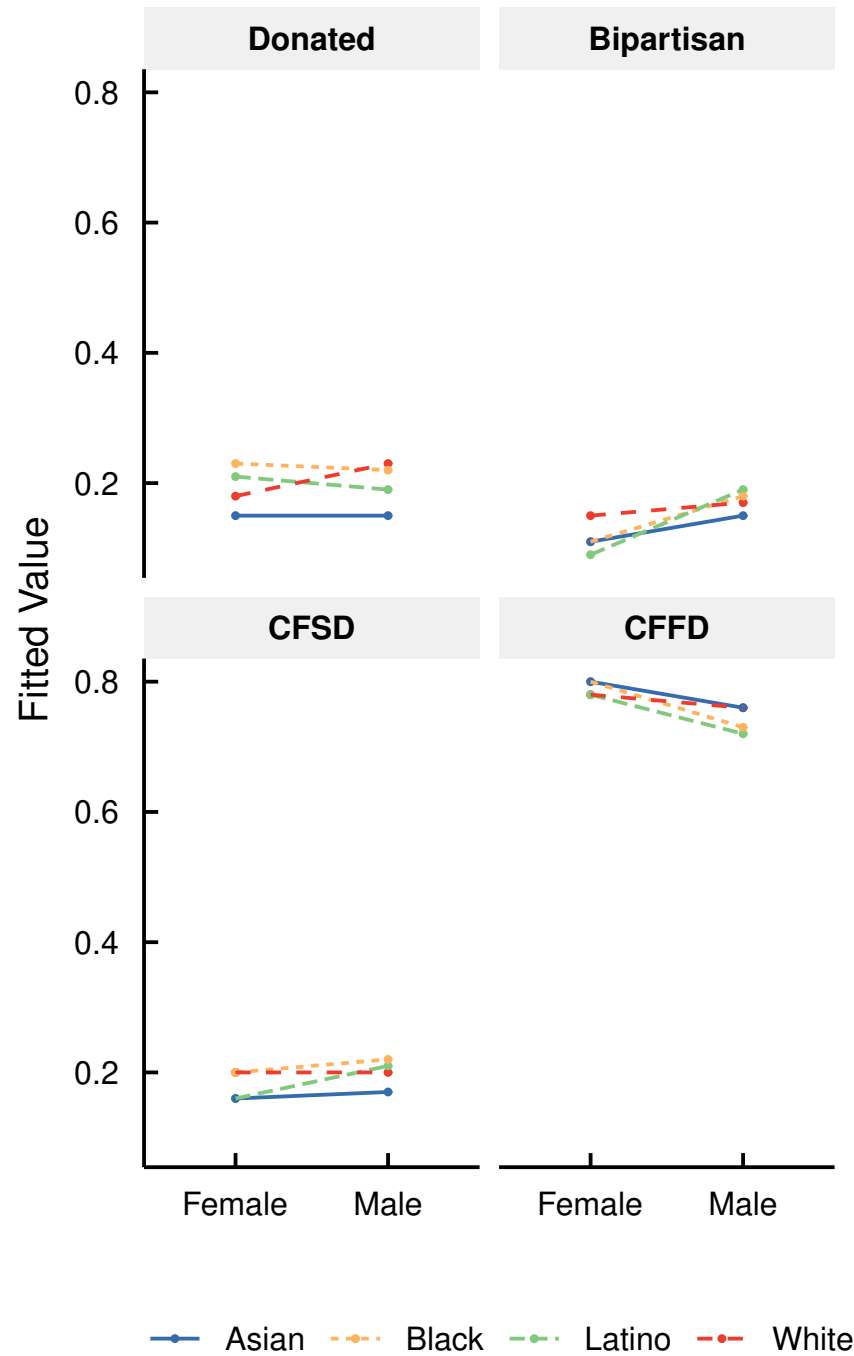 Donated
Bipartisan
0.8
0.6
0.4
0.2
Fitted Value
CFSD
CFFD
0.8
0.6
0.4
0.2
Female Male Female Male
Asian Black Latino White